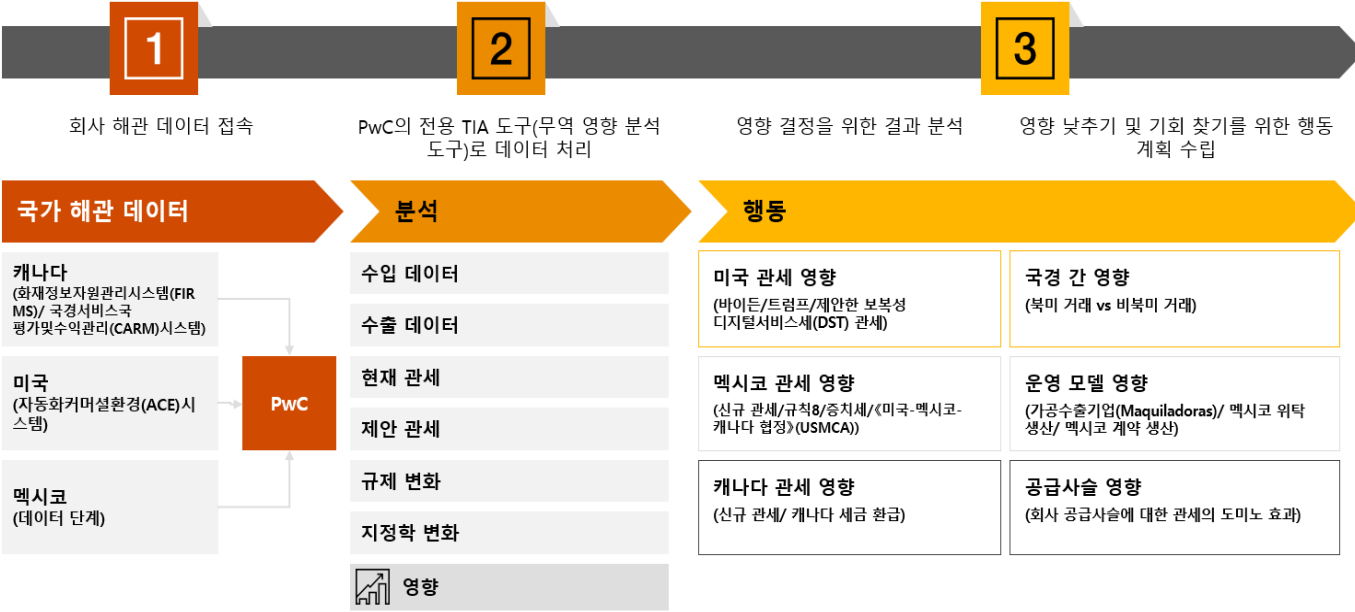 1
2
3
회사 해관 데이터 접속
PwC의 전용 TIA 도구(무역 영향 분석
도구)로 데이터 처리
영향 결정을 위한 결과 분석
영향 낮추기 및 기회 찾기를 위한 행동
계획 수립
국가 해관 데이터
분석
행동
캐나다
(화재정보자원관리시스템(FIR
MS)/ 국경서비스국
평가및수익관리(CARM)시스템)
미국
(자동화커머셜환경(ACE)시
스템)
멕시코
(데이터 단계)
PwC
수입 데이터
수출 데이터
현재 관세
제안 관세
규제 변화
지정학 변화
영향
미국 관세 영향
(바이든/트럼프/제안한 보복성
디지털서비스세(DST) 관세)
국경 간 영향
(북미 거래 vs 비북미 거래)
멕시코 관세 영향
(신규 관세/규칙8/증치세/《미국-멕시코-
캐나다 협정》(USMCA))
운영 모델 영향
(가공수출기업(Maquiladoras)/ 멕시코 위탁
생산/ 멕시코 계약 생산)
캐나다 관세 영향
(신규 관세/ 캐나다 세금 환급)
공급사슬 영향
(회사 공급사슬에 대한 관세의 도미노 효과)